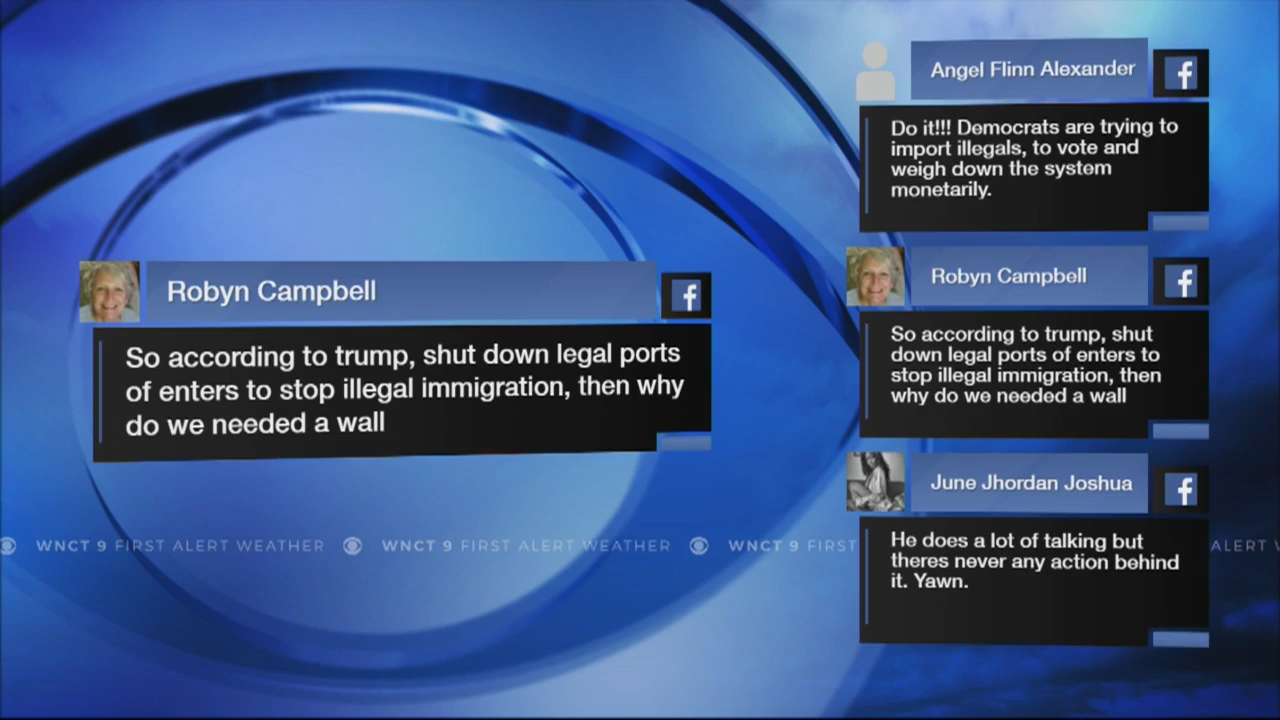 Robyn Campbell
So according to trump, shut down legal ports
of enters to stop illegal immigration, then why
do we needed a wall
Angel Flinn Alexander
Do it!!! Democrats are trying to
import illegals, to vote and
weigh down the system
monetarily.
Robyn Campbell
So according to trump, shut
down legal ports of enters to
stop illegal immigration, then
why do we needed a wall
June Jhordan Joshua
He does a lot of talking but
theres never any action behind
it. Yawn.
WNCT 9 FIRST ALERT WEATHER WNCT 9 FIRST ALERT WEATHER WNCT 9 FIRST ALERT